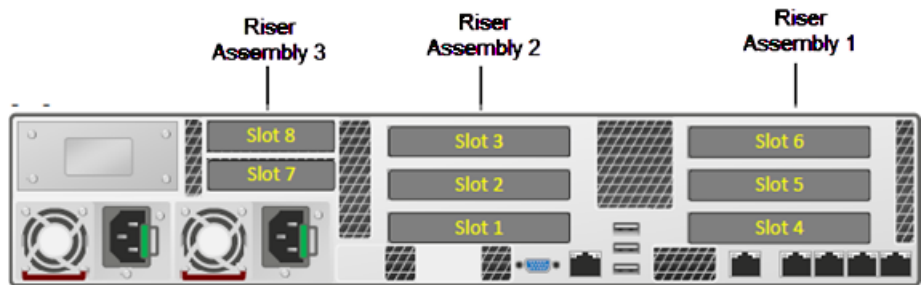 Riser
Assembly 3
Riser
Assembly 2
Riser
Assembly 1
Slot 8
Slot 3
Slot 6
Slot 7
Slot 2
Slot 5
Slot 1
Slot 4